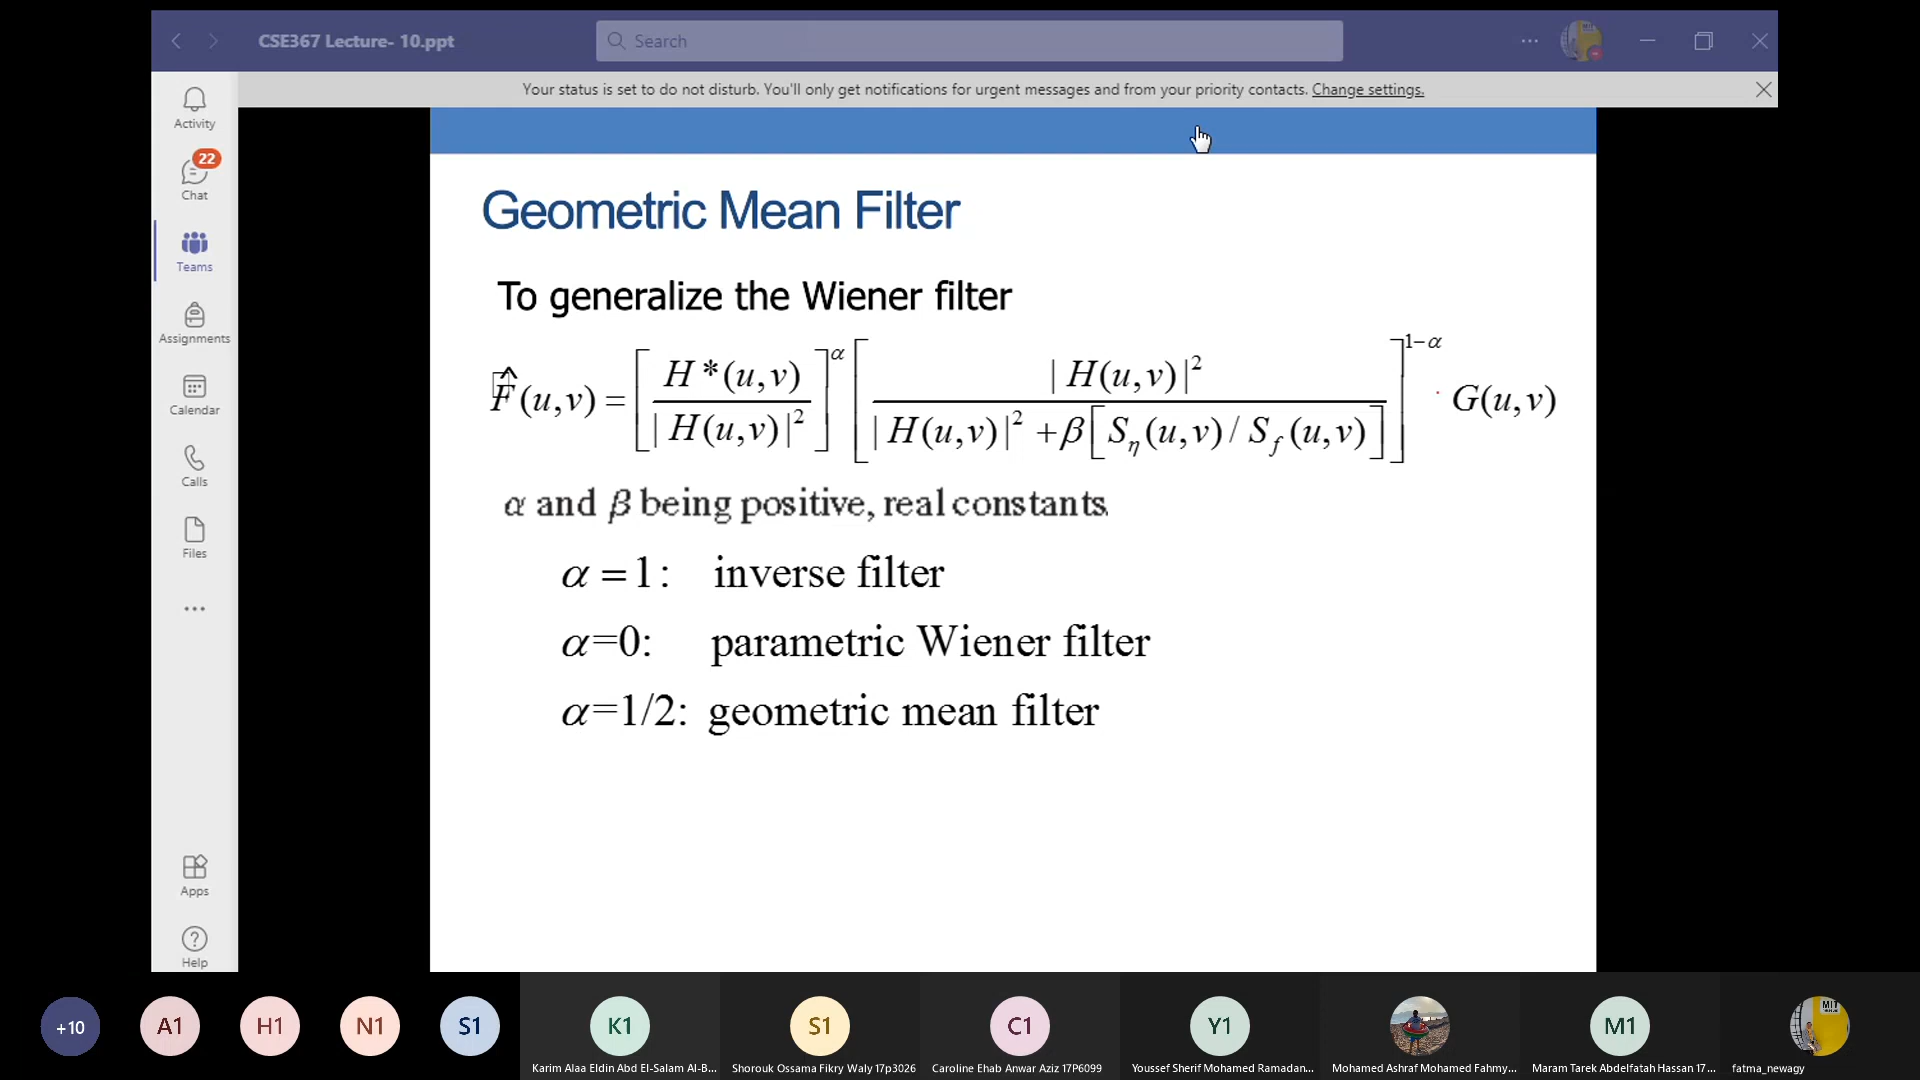 CSE367 Lecture- 10.ppt
Search
Your status is set to do not disturb. You'll only get notifications for urgent messages and from your priority contacts. Change settings.
Activity
22
Chat
Teams
Assignments
Calendar
Calls
Files
Apps
Help
Geometric Mean Filter
To generalize the Wiener filter
F̂(u,v) = [H*(u,v) / |H(u,v)|²]^α [|H(u,v)|² / (|H(u,v)|² + β[S_η(u,v) / S_f(u,v)])]^(1−α) G(u,v)
α and β being positive, real constants.
α = 1: inverse filter
α=0: parametric Wiener filter
α=1/2: geometric mean filter
+10
A1
H1
N1
S1
K1
S1
C1
Y1
M1
MIT
Karim Alaa Eldin Abd El-Salam Al-B...
Shorouk Ossama Fikry Waly 17p3026
Caroline Ehab Anwar Aziz 17P6099
Youssef Sherif Mohamed Ramadan...
Mohamed Ashraf Mohamed Fahmy...
Maram Tarek Abdelfatah Hassan 17...
fatma_newagy